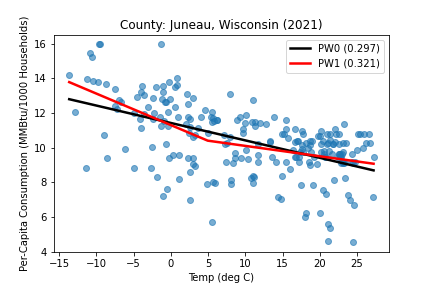 County: Juneau, Wisconsin (2021)
PW0 (0.297)
PW1 (0.321)
Per-Capita Consumption (MMBtu/1000 Households)
16
14
12
10
8
6
4
−15 −10 −5 0 5 10 15 20 25
Temp (deg C)